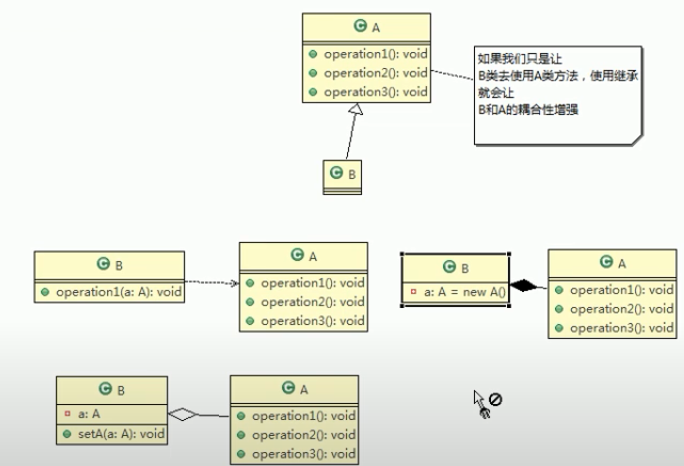 A
operation1(): void
operation2(): void
operation3(): void
如果我们只是让
B类去使用A类方法，使用继承
就会让
B和A的耦合性增强
B
B
operation1(a: A): void
A
operation1(): void
operation2(): void
operation3(): void
B
a: A = new A()
A
operation1(): void
operation2(): void
operation3(): void
B
a: A
setA(a: A): void
A
operation1(): void
operation2(): void
operation3(): void